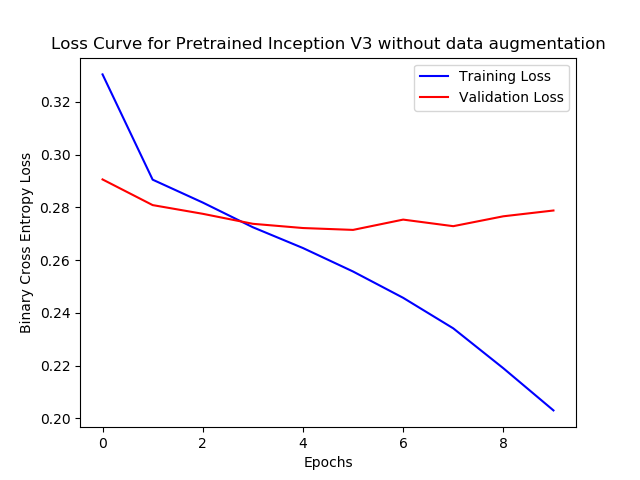 Loss Curve for Pretrained Inception V3 without data augmentation
Training Loss
Validation Loss
Binary Cross Entropy Loss
0.32
0.30
0.28
0.26
0.24
0.22
0.20
0 2 4 6 8
Epochs